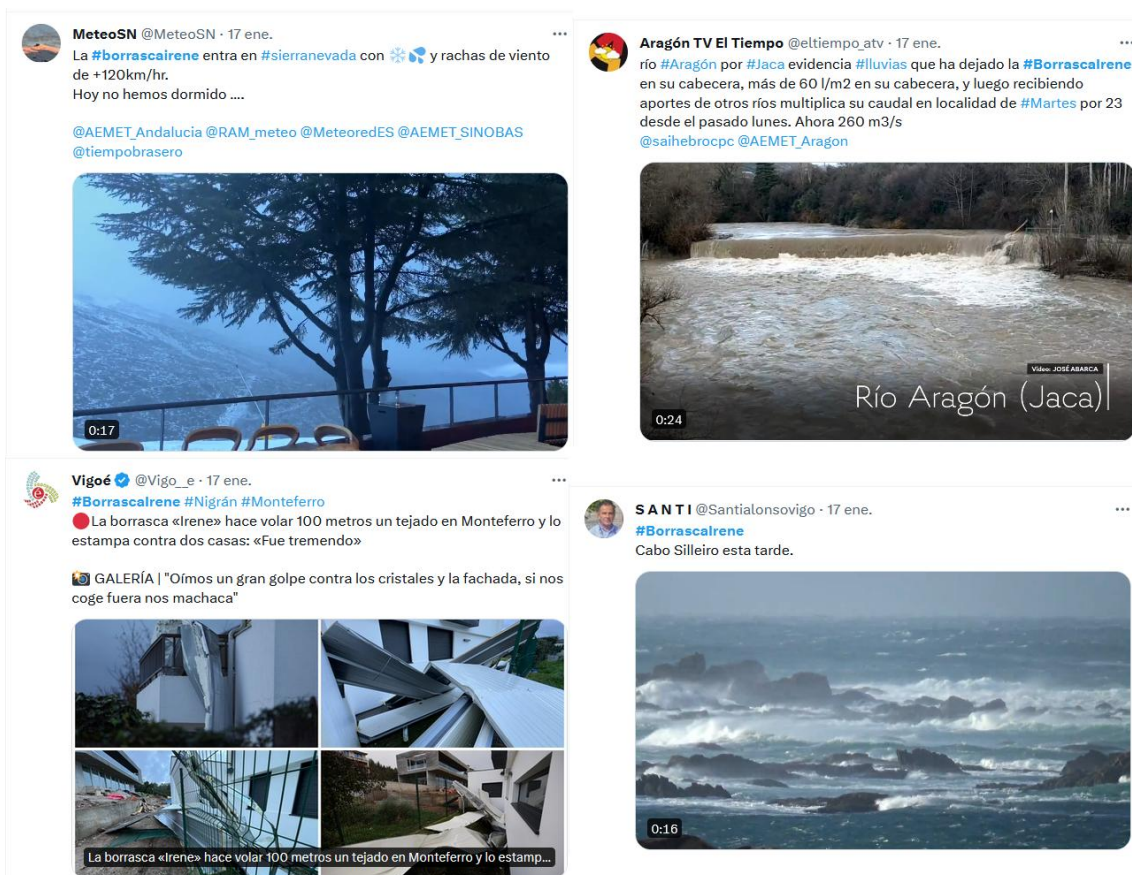 MeteoSN @MeteoSN · 17 ene.
La #borrascairene entra en #sierranevada con ❄️💦 y rachas de viento
de +120km/hr.
Hoy no hemos dormido ....
@AEMET_Andalucia @RAM_meteo @MeteoredES @AEMET_SINOBAS
@tiempobrasero
0:17
Aragón TV El Tiempo @eltiempo_atv · 17 ene.
río #Aragón por #Jaca evidencia #lluvias que ha dejado la #BorrascaIrene
en su cabecera, más de 60 l/m2 en su cabecera, y luego recibiendo
aportes de otros ríos multiplica su caudal en localidad de #Martes por 23
desde el pasado lunes. Ahora 260 m3/s
@saihebrocpc @AEMET_Aragon
Vídeo: JOSÉ ABARCA
Río Aragón (Jaca)
0:24
Vigoé @Vigo__e · 17 ene.
#BorrascaIrene #Nigrán #Monteferro
🔴La borrasca «Irene» hace volar 100 metros un tejado en Monteferro y lo
estampa contra dos casas: «Fue tremendo»
📸 GALERÍA | "Oímos un gran golpe contra los cristales y la fachada, si nos
coge fuera nos machaca"
La borrasca «Irene» hace volar 100 metros un tejado en Monteferro y lo estamp...
S A N T I @Santialonsovigo · 17 ene.
#BorrascaIrene
Cabo Silleiro esta tarde.
0:16